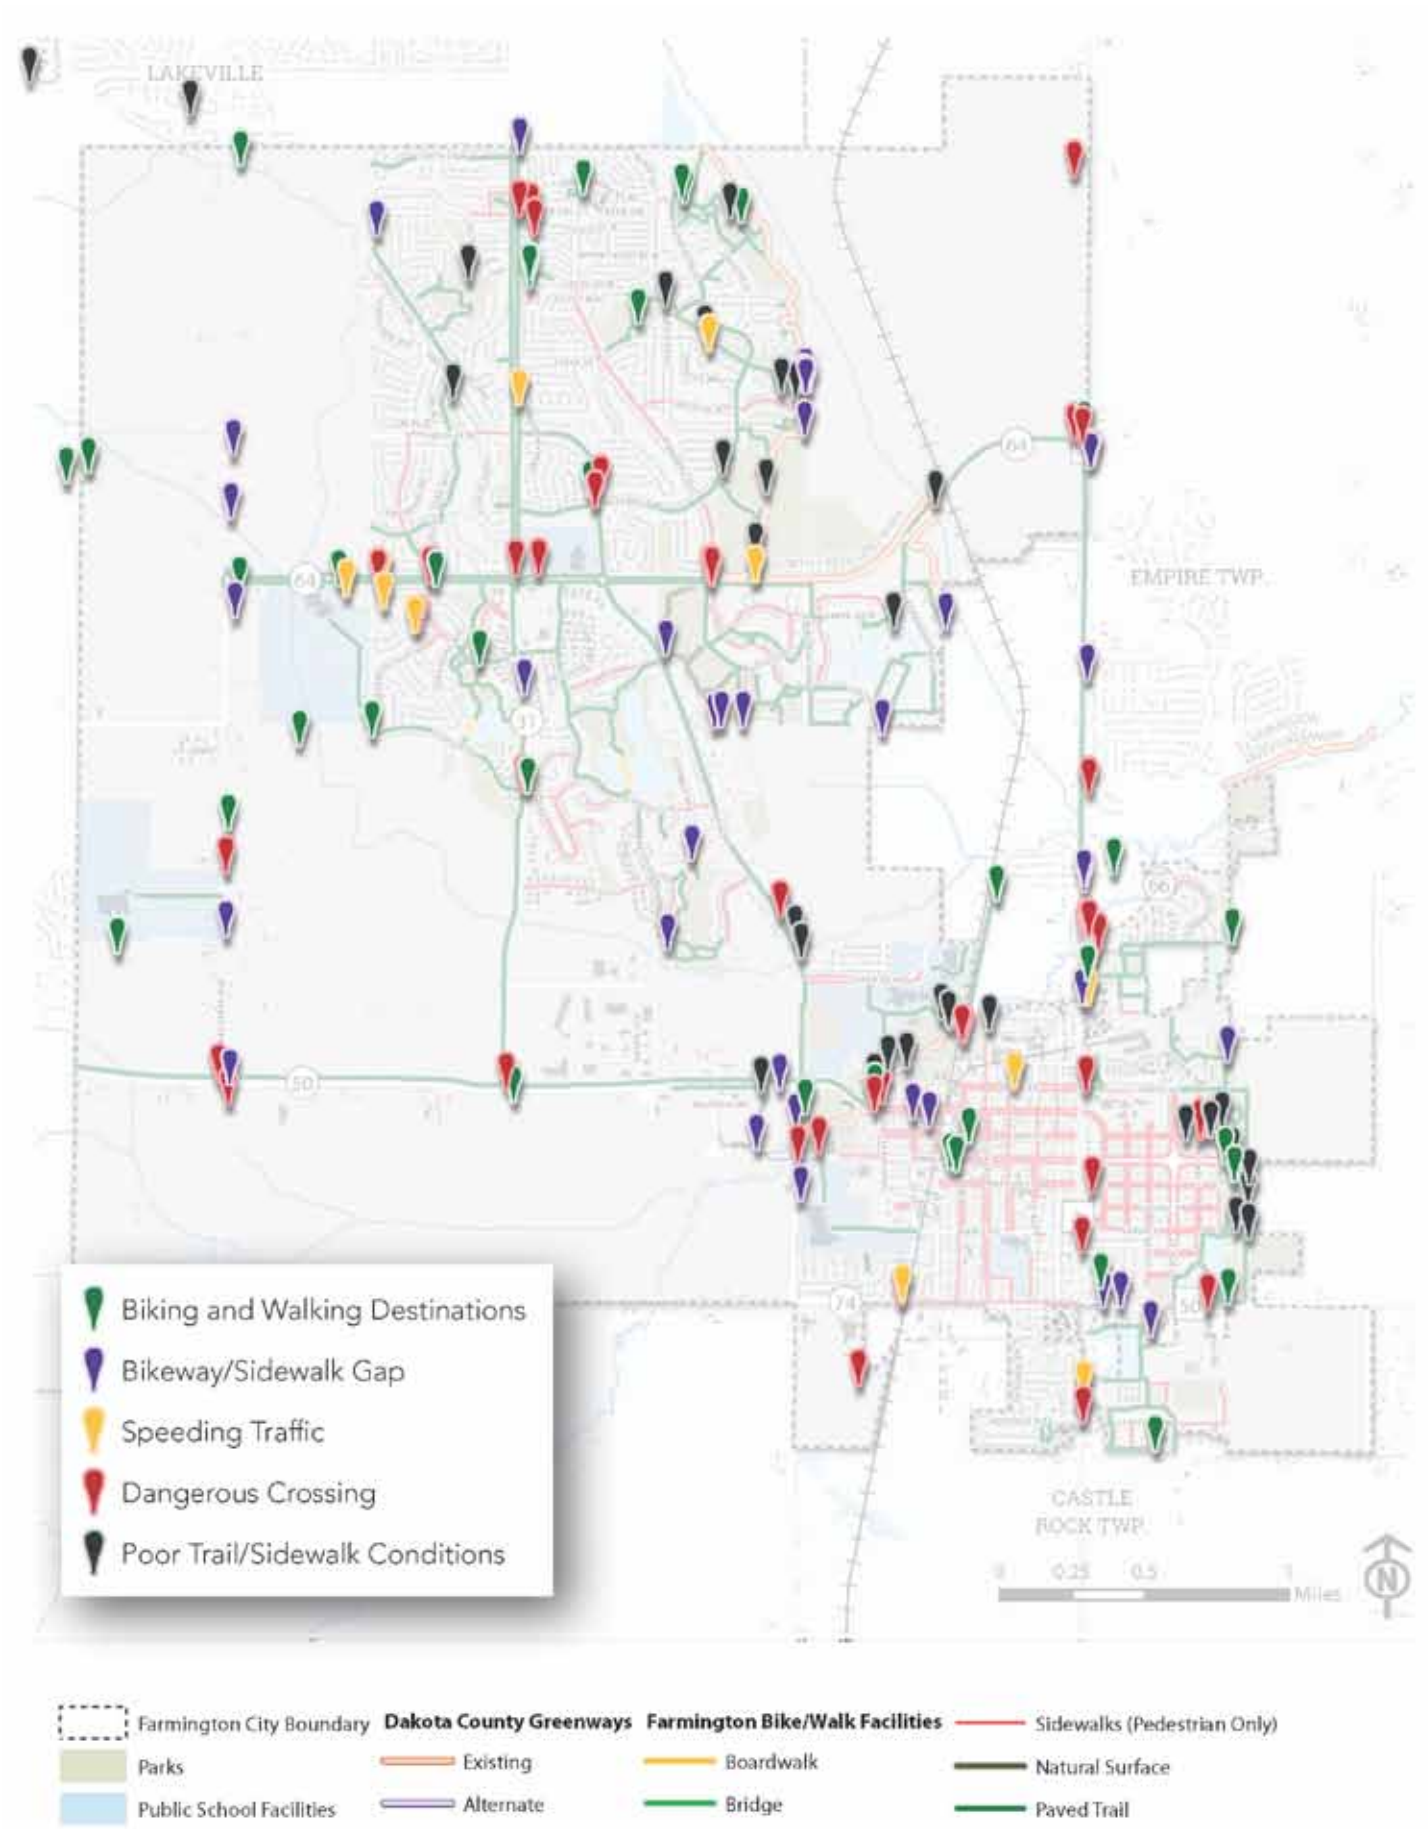 LAKEVILLE
64
EMPIRE TWP.
64
31
66
50
74
50
Biking and Walking Destinations
Bikeway/Sidewalk Gap
Speeding Traffic
Dangerous Crossing
Poor Trail/Sidewalk Conditions
CASTLE
ROCK TWP.
0 0.25 0.5 1
Miles
N
Farmington City Boundary
Parks
Public School Facilities
Dakota County Greenways
Existing
Alternate
Farmington Bike/Walk Facilities
Boardwalk
Bridge
Sidewalks (Pedestrian Only)
Natural Surface
Paved Trail